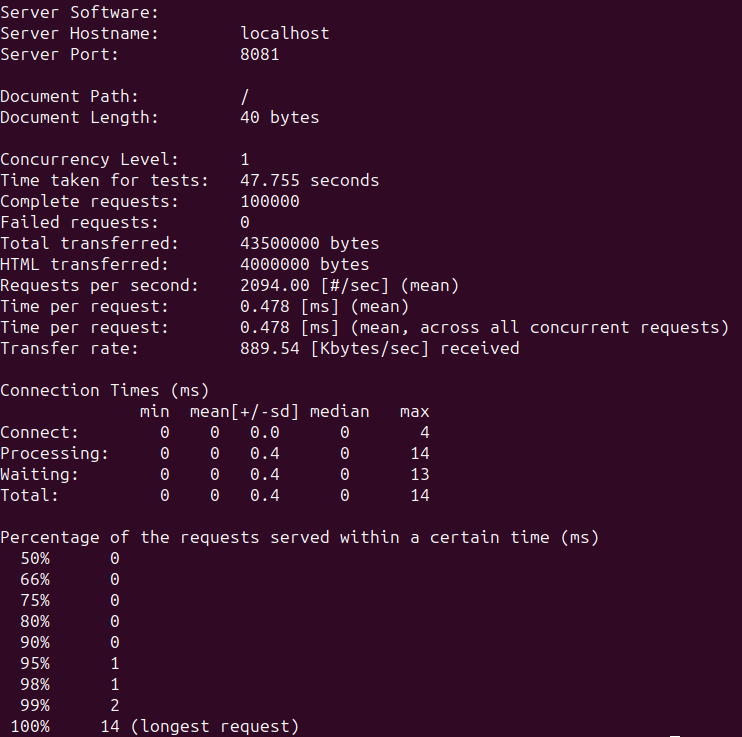 Server Software:
Server Hostname:        localhost
Server Port:            8081
Document Path:          /
Document Length:        40 bytes
Concurrency Level:      1
Time taken for tests:   47.755 seconds
Complete requests:      100000
Failed requests:        0
Total transferred:      43500000 bytes
HTML transferred:       4000000 bytes
Requests per second:    2094.00 [#/sec] (mean)
Time per request:       0.478 [ms] (mean)
Time per request:       0.478 [ms] (mean, across all concurrent requests)
Transfer rate:          889.54 [Kbytes/sec] received
Connection Times (ms)
              min  mean[+/-sd] median   max
Connect:        0    0   0.0      0       4
Processing:     0    0   0.4      0      14
Waiting:        0    0   0.4      0      13
Total:          0    0   0.4      0      14
Percentage of the requests served within a certain time (ms)
  50%      0
  66%      0
  75%      0
  80%      0
  90%      0
  95%      1
  98%      1
  99%      2
 100%     14 (longest request)